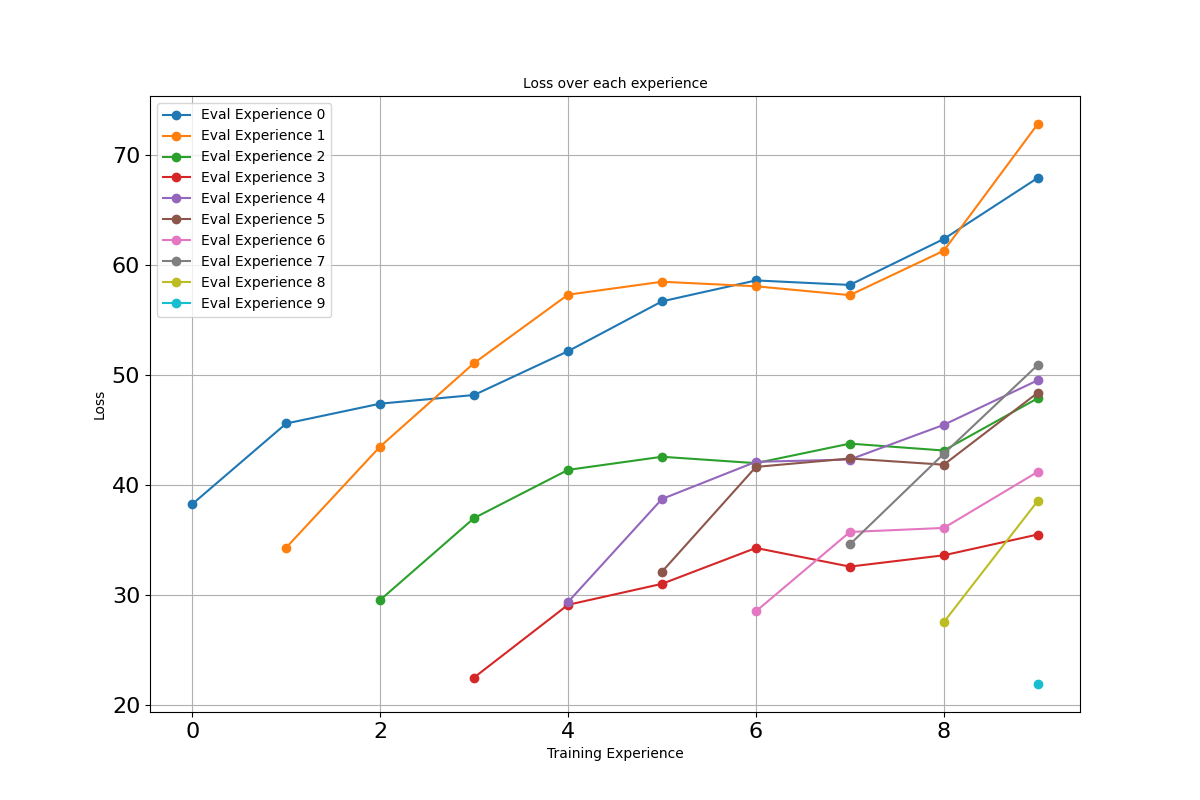 Loss over each experience
Eval Experience 0
Eval Experience 1
Eval Experience 2
Eval Experience 3
Eval Experience 4
Eval Experience 5
Eval Experience 6
Eval Experience 7
Eval Experience 8
Eval Experience 9
70
60
50
40
30
20
Loss
0 2 4 6 8
Training Experience